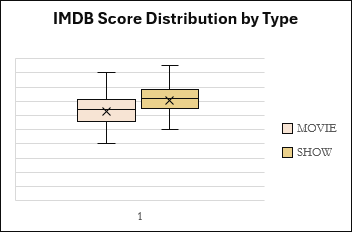 IMDB Score Distribution by Type
MOVIE
SHOW
1